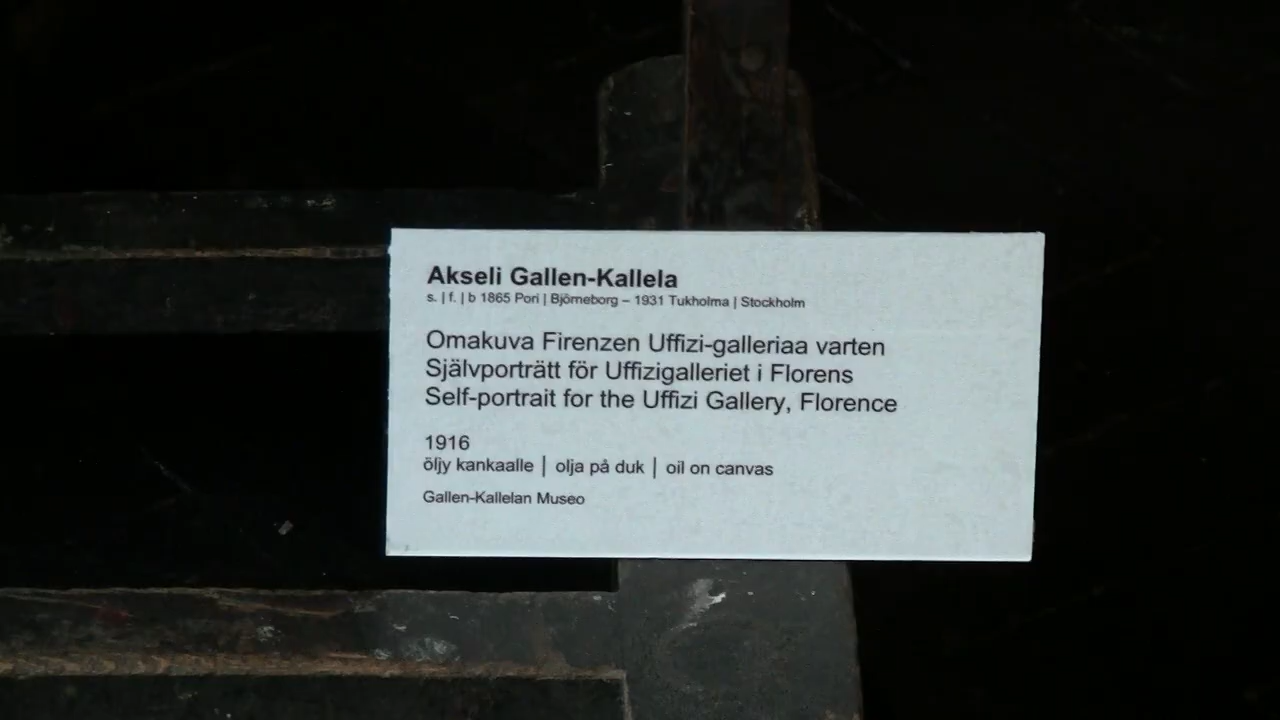 Akseli Gallen-Kallela
s. | f. | b 1865 Pori | Björneborg – 1931 Tukholma | Stockholm
Omakuva Firenzen Uffizi-galleriaa varten
Självporträtt för Uffizigalleriet i Florens
Self-portrait for the Uffizi Gallery, Florence
1916
öljy kankaalle | olja på duk | oil on canvas
Gallen-Kallelan Museo